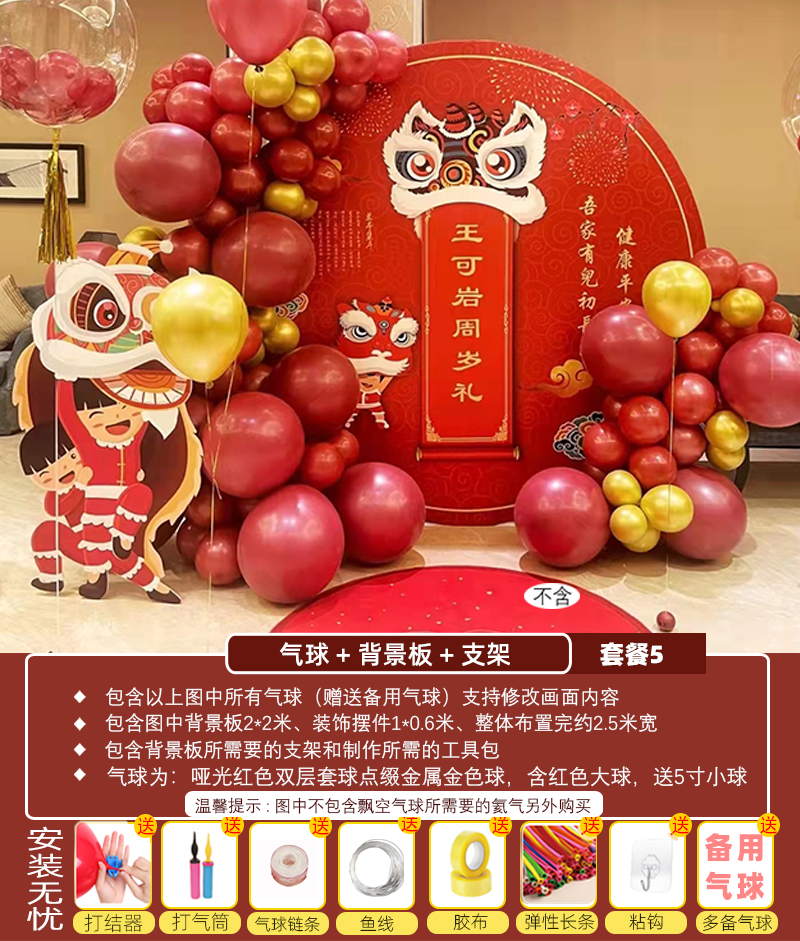 王可岩周岁礼
吾家有兒初長
健康平安
不含
气球 + 背景板 + 支架
套餐5
◆ 包含以上图中所有气球（赠送备用气球）支持修改画面内容
◆ 包含图中背景板2*2米、装饰摆件1*0.6米、整体布置完约2.5米宽
◆ 包含背景板所需要的支架和制作所需的工具包
◆ 气球为：哑光红色双层套球点缀金属金色球，含红色大球，送5寸小球
温馨提示 : 图中不包含飘空气球所需要的氦气另外购买
安装无忧
送 送 送 送 送 送 送 送
备用
气球
打结器 打气筒 气球链条 鱼线 胶布 弹性长条 粘钩 多备气球